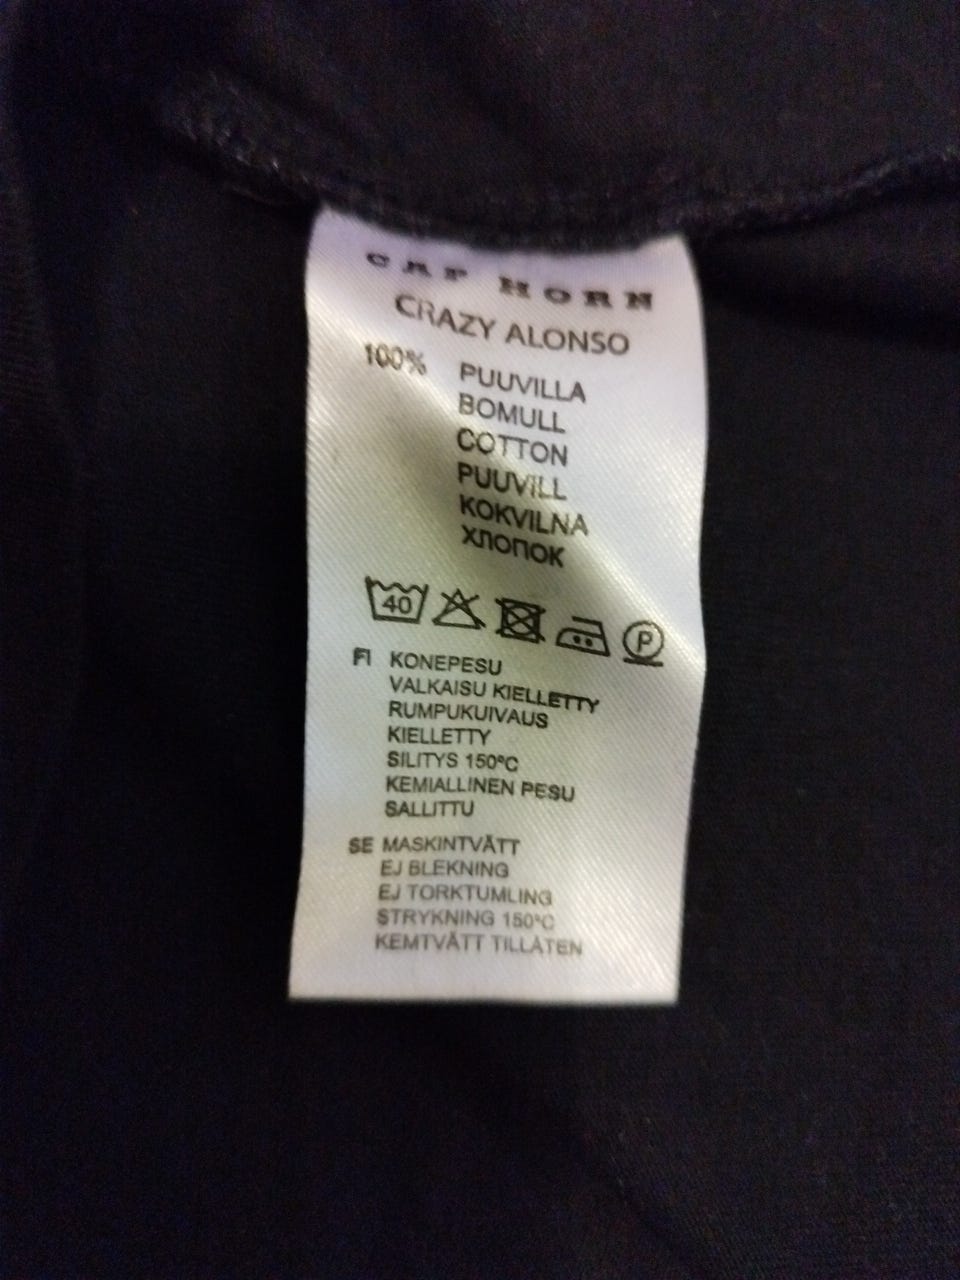 CAP HORN
CRAZY ALONSO
100% PUUVILLA
BOMULL
COTTON
PUUVILL
KOKVILNA
ХЛОПОК
40 P
FI KONEPESU
VALKAISU KIELLETTY
RUMPUKUIVAUS
KIELLETTY
SILITYS 150°C
KEMIALLINEN PESU
SALLITTU
SE MASKINTVÄTT
EJ BLEKNING
EJ TORKTUMLING
STRYKNING 150°C
KEMTVÄTT TILLÅTEN